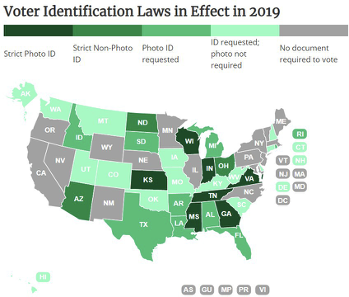 Voter Identification Laws in Effect in 2019
Strict Photo ID
Strict Non-Photo ID
Photo ID requested
ID requested; photo not required
No document required to vote
AK
WA
MT
ND
MN
ME
OR
ID
SD
WI
MI
NY
RI
WY
CT
NV
NE
IA
PA
VT
NH
CA
UT
CO
IL
IN
OH
WV
VA
NJ
MA
KS
MO
KY
DE
MD
AZ
NM
OK
AR
TN
NC
DC
SC
TX
LA
MS
AL
GA
FL
HI
AS
GU
MP
PR
VI